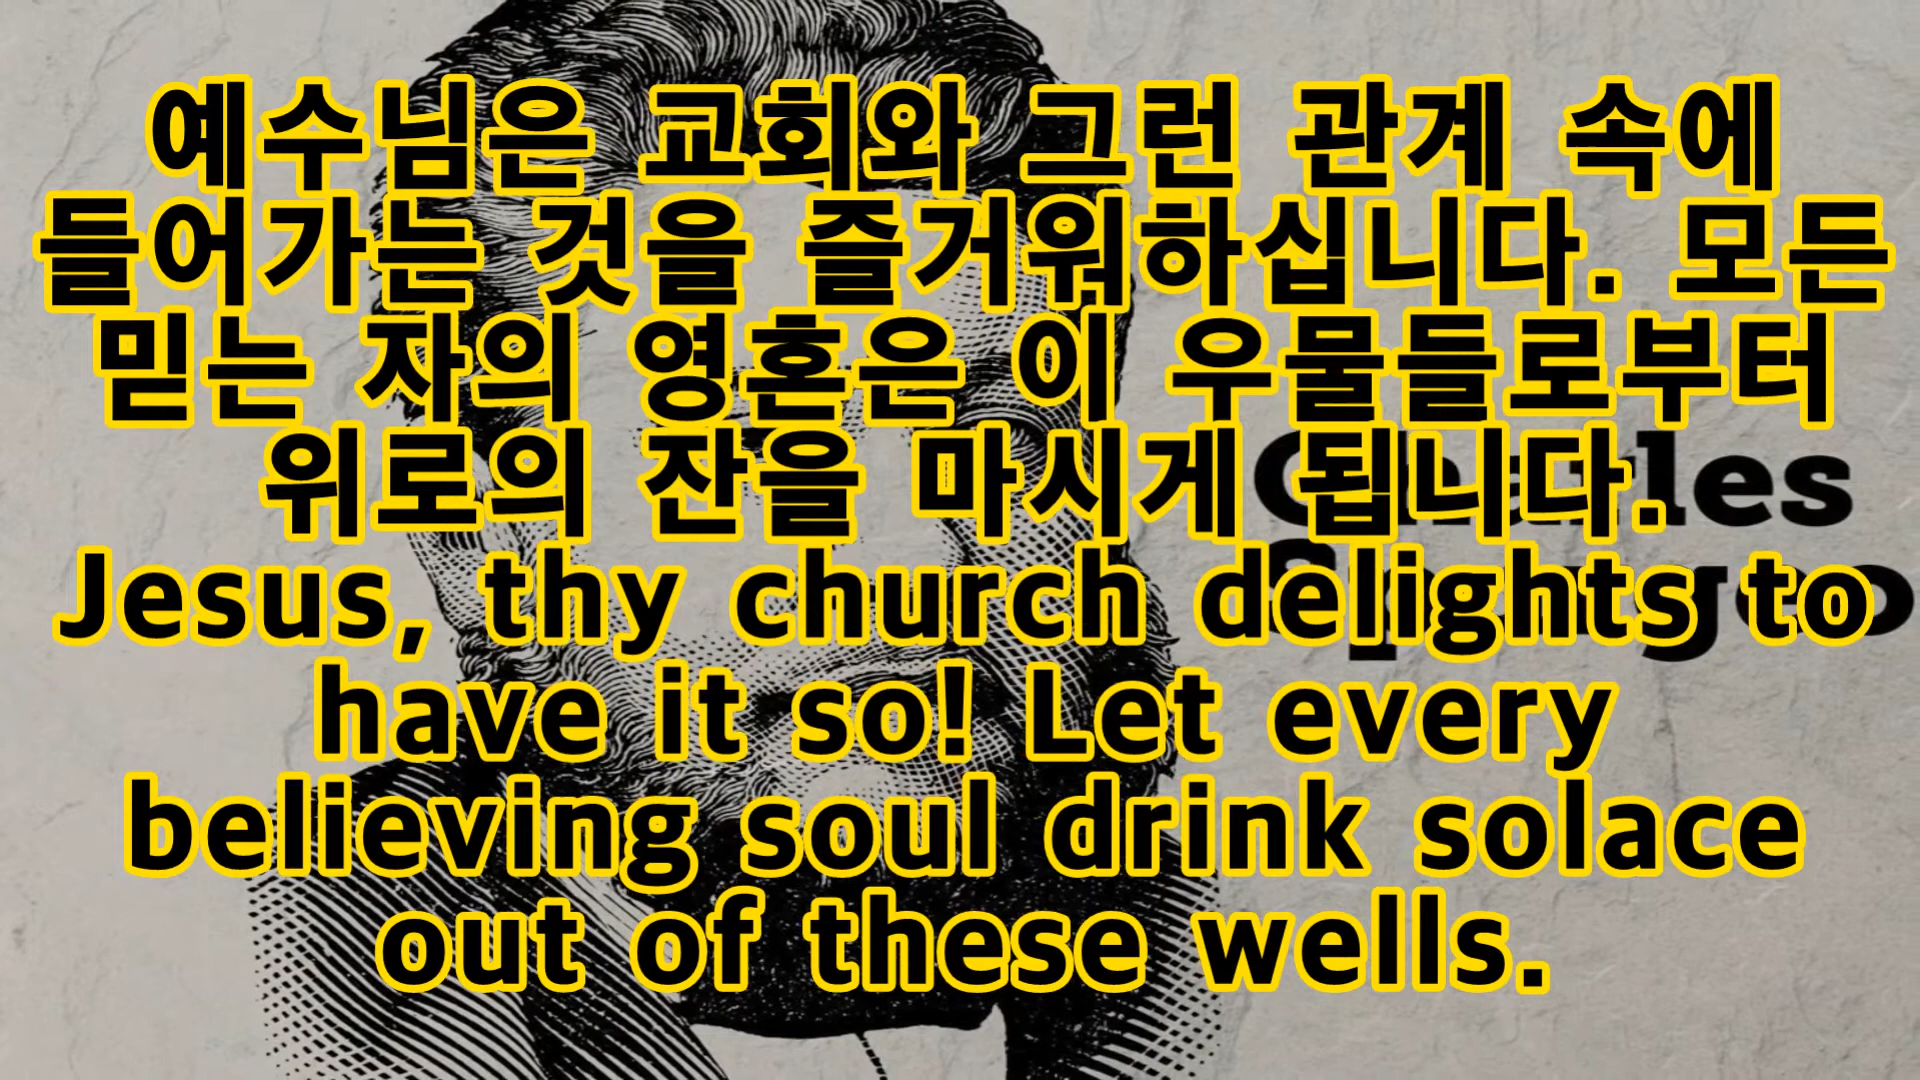 예수님은 교회와 그런 관계 속에
들어가는 것을 즐거워하십니다. 모든
믿는 자의 영혼은 이 우물들로부터
위로의 잔을 마시게 됩니다.
Jesus, thy church delights to
have it so! Let every
believing soul drink solace
out of these wells.
Charles